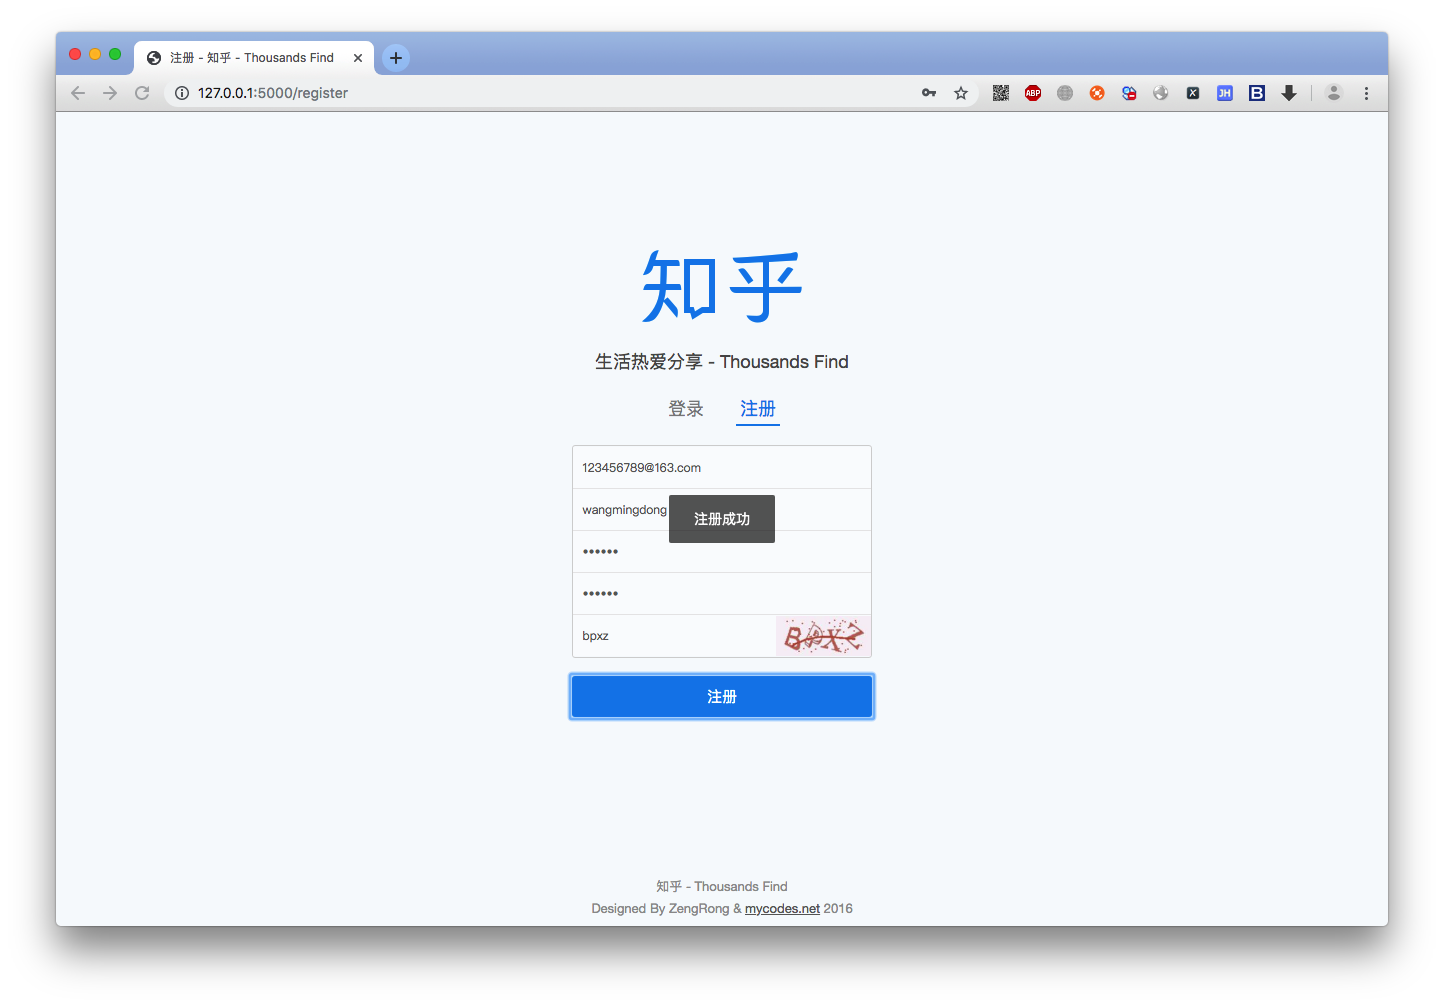 注册 - 知乎 - Thousands Find
127.0.0.1:5000/register
ABP
X
JH
B
知乎
生活热爱分享 - Thousands Find
登录 注册
123456789@163.com
wangmingdong
注册成功
••••••
••••••
bpxz BPXZ
注册
知乎 - Thousands Find
Designed By ZengRong & mycodes.net 2016